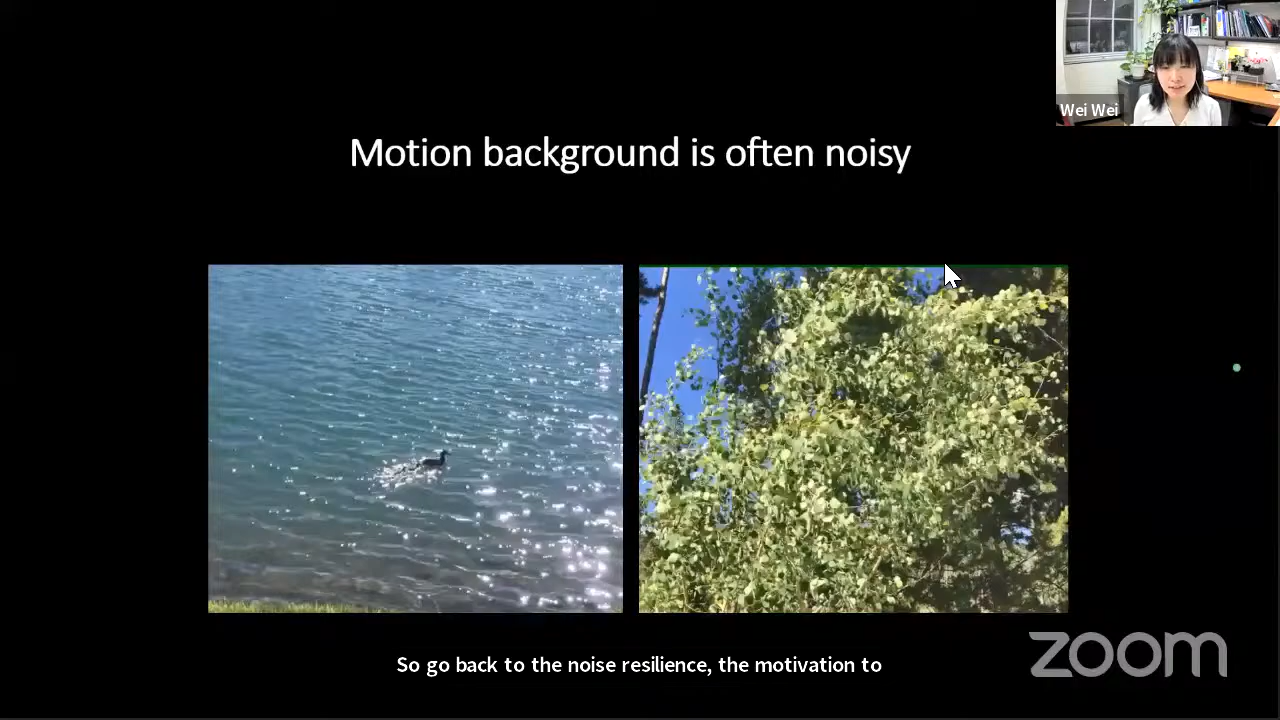 Wei Wei
Motion background is often noisy
So go back to the noise resilience, the motivation to
zoom